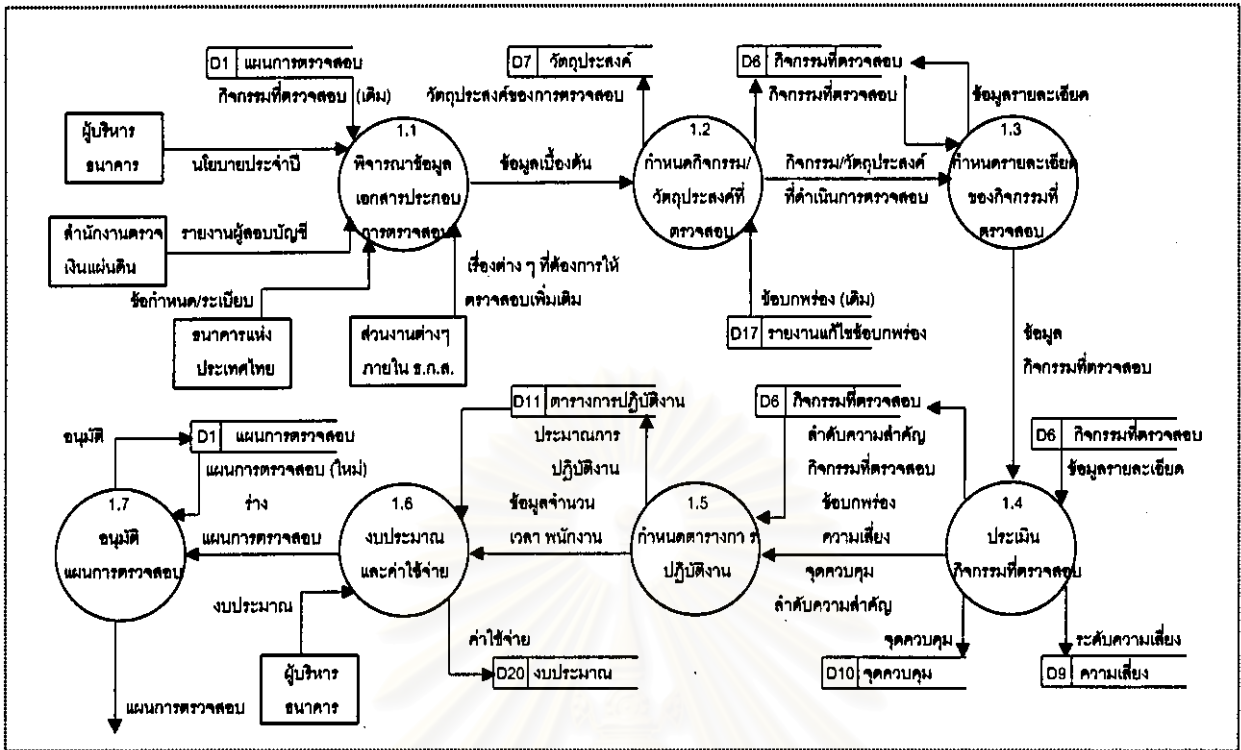 D1 แผนการตรวจสอบ
กิจกรรมที่ตรวจสอบ (เดิม)
D7 วัตถุประสงค์
วัตถุประสงค์ของการตรวจสอบ
D6 กิจกรรมที่ตรวจสอบ
กิจกรรมที่ตรวจสอบ
ข้อมูลรายละเอียด
ผู้บริหาร
ธนาคาร
นโยบายประจำปี
1.1
พิจารณาข้อมูล
เอกสารประกอบ
การตรวจสอบ
ข้อมูลเบื้องต้น
1.2
กำหนดกิจกรรม/
วัตถุประสงค์ที่
ตรวจสอบ
กิจกรรม/วัตถุประสงค์
ที่ดำเนินการตรวจสอบ
1.3
กำหนดรายละเอียด
ของกิจกรรมที่
ตรวจสอบ
สำนักงานตรวจ
เงินแผ่นดิน
รายงานผู้สอบบัญชี
ข้อกำหนด/ระเบียบ
ธนาคารแห่ง
ประเทศไทย
เรื่องต่าง ๆ ที่ต้องการให้
ตรวจสอบเพิ่มเติม
ส่วนงานต่างๆ
ภายใน ธ.ก.ส.
ข้อบกพร่อง (เดิม)
D17 รายงานแก้ไขข้อบกพร่อง
ข้อมูล
กิจกรรมที่ตรวจสอบ
อนุมัติ
D1 แผนการตรวจสอบ
แผนการตรวจสอบ (ใหม่)
ร่าง
แผนการตรวจสอบ
1.7
อนุมัติ
แผนการตรวจสอบ
D11 ตารางการปฏิบัติงาน
ประมาณการ
ปฏิบัติงาน
ข้อมูลจำนวน
เวลา พนักงาน
1.6
งบประมาณ
และค่าใช้จ่าย
D6 กิจกรรมที่ตรวจสอบ
ลำดับความสำคัญ
กิจกรรมที่ตรวจสอบ
ข้อบกพร่อง
ความเสี่ยง
จุดควบคุม
ลำดับความสำคัญ
1.5
กำหนดตารางกา ร
ปฏิบัติงาน
D6 กิจกรรมที่ตรวจสอบ
ข้อมูลรายละเอียด
1.4
ประเมิน
กิจกรรมที่ตรวจสอบ
งบประมาณ
ผู้บริหาร
ธนาคาร
ค่าใช้จ่าย
D20 งบประมาณ
จุดควบคุม
D10 จุดควบคุม
ระดับความเสี่ยง
D9 ความเสี่ยง
แผนการตรวจสอบ